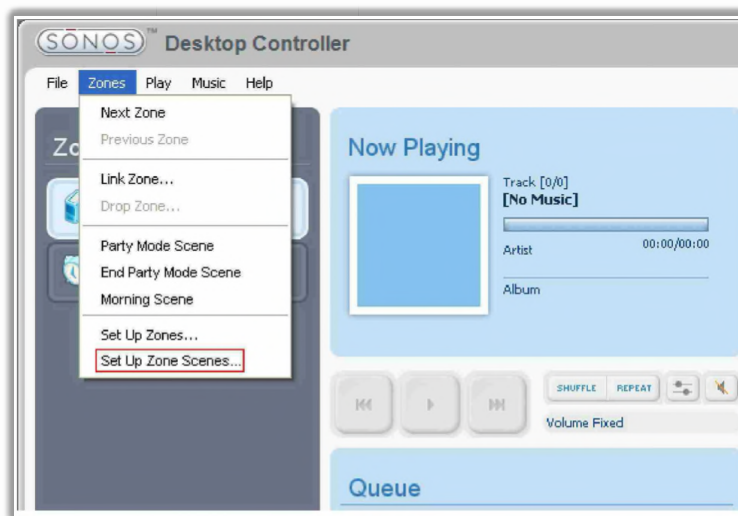 SONOS™ Desktop Controller
File Zones Play Music Help
Next Zone
Previous Zone
Link Zone...
Drop Zone...
Party Mode Scene
End Party Mode Scene
Morning Scene
Set Up Zones...
Set Up Zone Scenes...
Zo
Now Playing
Track [0/0]
[No Music]
Artist 00:00/00:00
Album
SHUFFLE REPEAT
Volume Fixed
Queue